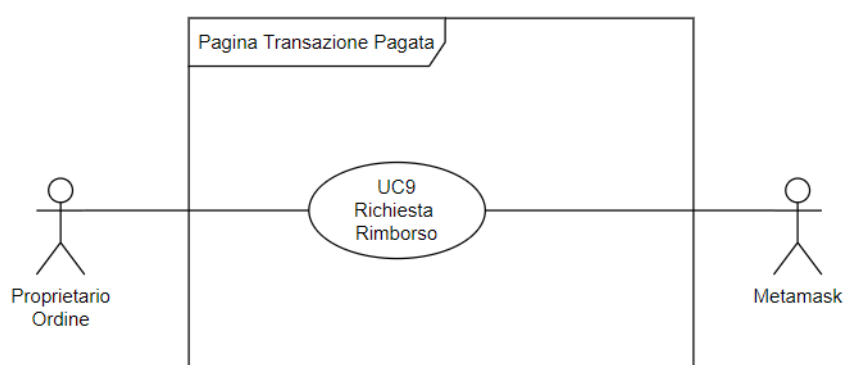 Pagina Transazione Pagata
UC9
Richiesta
Rimborso
Proprietario
Ordine
Metamask